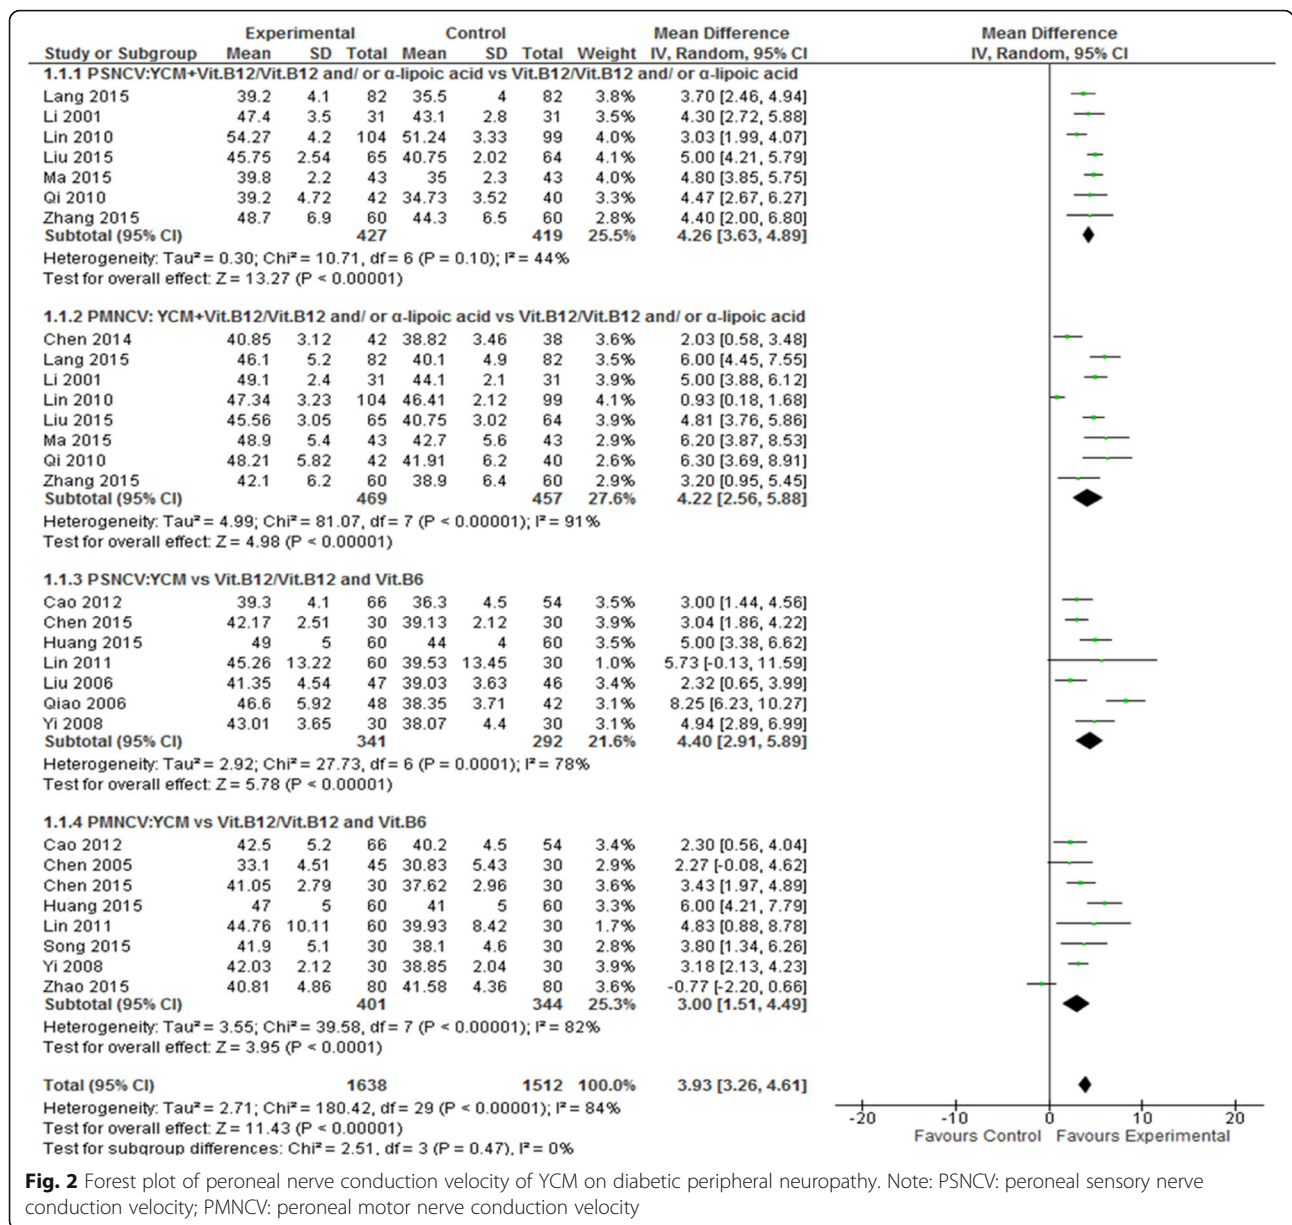 Experimental Control Mean Difference Mean Difference
Study or Subgroup Mean SD Total Mean SD Total Weight IV, Random, 95% CI IV, Random, 95% CI
1.1.1 PSNCV:YCM+Vit.B12/Vit.B12 and/ or α-lipoic acid vs Vit.B12/Vit.B12 and/ or α-lipoic acid
Lang 2015 39.2 4.1 82 35.5 4 82 3.8% 3.70 [2.46, 4.94]
Li 2001 47.4 3.5 31 43.1 2.8 31 3.5% 4.30 [2.72, 5.88]
Lin 2010 54.27 4.2 104 51.24 3.33 99 4.0% 3.03 [1.99, 4.07]
Liu 2015 45.75 2.54 65 40.75 2.02 64 4.1% 5.00 [4.21, 5.79]
Ma 2015 39.8 2.2 43 35 2.3 43 4.0% 4.80 [3.85, 5.75]
Qi 2010 39.2 4.72 42 34.73 3.52 40 3.3% 4.47 [2.67, 6.27]
Zhang 2015 48.7 6.9 60 44.3 6.5 60 2.8% 4.40 [2.00, 6.80]
Subtotal (95% CI) 427 419 25.5% 4.26 [3.63, 4.89]
Heterogeneity: Tau² = 0.30; Chi² = 10.71, df = 6 (P = 0.10); I² = 44%
Test for overall effect: Z = 13.27 (P < 0.00001)
1.1.2 PMNCV: YCM+Vit.B12/Vit.B12 and/ or α-lipoic acid vs Vit.B12/Vit.B12 and/ or α-lipoic acid
Chen 2014 40.85 3.12 42 38.82 3.46 38 3.6% 2.03 [0.58, 3.48]
Lang 2015 46.1 5.2 82 40.1 4.9 82 3.5% 6.00 [4.45, 7.55]
Li 2001 49.1 2.4 31 44.1 2.1 31 3.9% 5.00 [3.88, 6.12]
Lin 2010 47.34 3.23 104 46.41 2.12 99 4.1% 0.93 [0.18, 1.68]
Liu 2015 45.56 3.05 65 40.75 3.02 64 3.9% 4.81 [3.76, 5.86]
Ma 2015 48.9 5.4 43 42.7 5.6 43 2.9% 6.20 [3.87, 8.53]
Qi 2010 48.21 5.82 42 41.91 6.2 40 2.6% 6.30 [3.69, 8.91]
Zhang 2015 42.1 6.2 60 38.9 6.4 60 2.9% 3.20 [0.95, 5.45]
Subtotal (95% CI) 469 457 27.6% 4.22 [2.56, 5.88]
Heterogeneity: Tau² = 4.99; Chi² = 81.07, df = 7 (P < 0.00001); I² = 91%
Test for overall effect: Z = 4.98 (P < 0.00001)
1.1.3 PSNCV:YCM vs Vit.B12/Vit.B12 and Vit.B6
Cao 2012 39.3 4.1 66 36.3 4.5 54 3.5% 3.00 [1.44, 4.56]
Chen 2015 42.17 2.51 30 39.13 2.12 30 3.9% 3.04 [1.86, 4.22]
Huang 2015 49 5 60 44 4 60 3.5% 5.00 [3.38, 6.62]
Lin 2011 45.26 13.22 60 39.53 13.45 30 1.0% 5.73 [-0.13, 11.59]
Liu 2006 41.35 4.54 47 39.03 3.63 46 3.4% 2.32 [0.65, 3.99]
Qiao 2006 46.6 5.92 48 38.35 3.71 42 3.1% 8.25 [6.23, 10.27]
Yi 2008 43.01 3.65 30 38.07 4.4 30 3.1% 4.94 [2.89, 6.99]
Subtotal (95% CI) 341 292 21.6% 4.40 [2.91, 5.89]
Heterogeneity: Tau² = 2.92; Chi² = 27.73, df = 6 (P = 0.0001); I² = 78%
Test for overall effect: Z = 5.78 (P < 0.00001)
1.1.4 PMNCV:YCM vs Vit.B12/Vit.B12 and Vit.B6
Cao 2012 42.5 5.2 66 40.2 4.5 54 3.4% 2.30 [0.56, 4.04]
Chen 2005 33.1 4.51 45 30.83 5.43 30 2.9% 2.27 [-0.08, 4.62]
Chen 2015 41.05 2.79 30 37.62 2.96 30 3.6% 3.43 [1.97, 4.89]
Huang 2015 47 5 60 41 5 60 3.3% 6.00 [4.21, 7.79]
Lin 2011 44.76 10.11 60 39.93 8.42 30 1.7% 4.83 [0.88, 8.78]
Song 2015 41.9 5.1 30 38.1 4.6 30 2.8% 3.80 [1.34, 6.26]
Yi 2008 42.03 2.12 30 38.85 2.04 30 3.9% 3.18 [2.13, 4.23]
Zhao 2015 40.81 4.86 80 41.58 4.36 80 3.6% -0.77 [-2.20, 0.66]
Subtotal (95% CI) 401 344 25.3% 3.00 [1.51, 4.49]
Heterogeneity: Tau² = 3.55; Chi² = 39.58, df = 7 (P < 0.00001); I² = 82%
Test for overall effect: Z = 3.95 (P < 0.0001)
Total (95% CI) 1638 1512 100.0% 3.93 [3.26, 4.61]
Heterogeneity: Tau² = 2.71; Chi² = 180.42, df = 29 (P < 0.00001); I² = 84%
Test for overall effect: Z = 11.43 (P < 0.00001)
Test for subgroup differences: Chi² = 2.51, df = 3 (P = 0.47), I² = 0%
-20 -10 0 10 20
Favours Control Favours Experimental
Fig. 2 Forest plot of peroneal nerve conduction velocity of YCM on diabetic peripheral neuropathy. Note: PSNCV: peroneal sensory nerve
conduction velocity; PMNCV: peroneal motor nerve conduction velocity